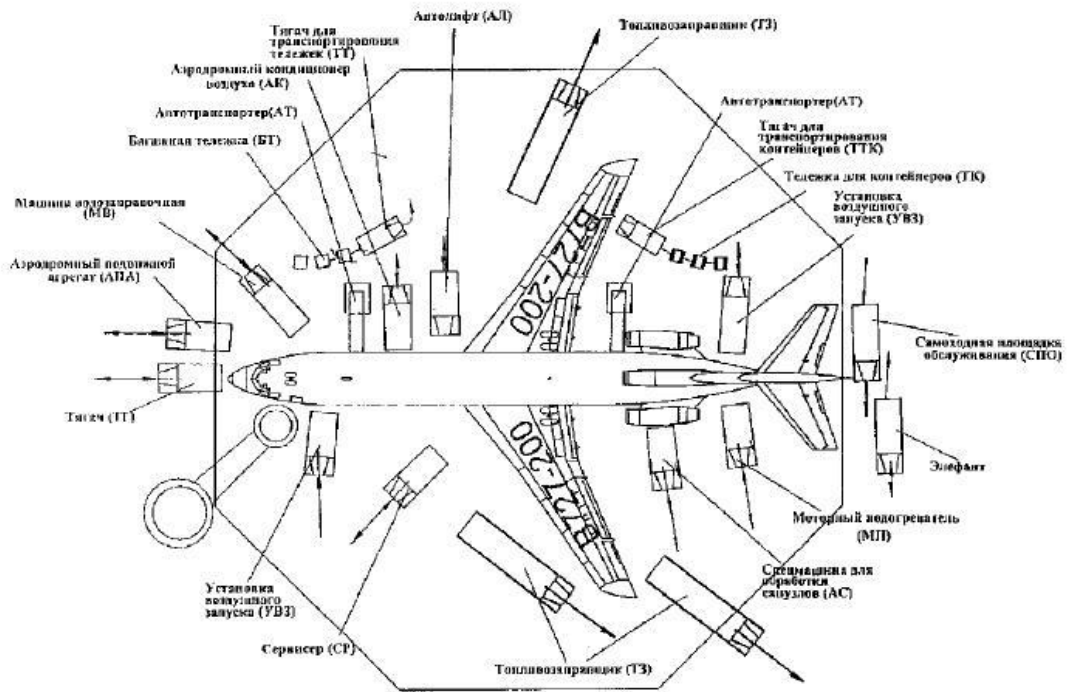 Автолифт (АЛ)
Топливозаправщик (ТЗ)
Тягач для
транспортирования
тележек (ТТ)
Аэродромный кондиционер
воздуха (АК)
Автотранспортер(АТ)
Багажная тележка (БТ)
Машина водозаправочная
(МВ)
Аэродромный подвижной
агрегат (АПА)
Тягач (ТТ)
Установка
воздушного
запуска (УВЗ)
Сервисер (СР)
Топливозаправщик (ТЗ)
Автотранспортер(АТ)
Тягач для
транспортирования
контейнеров (ТТК)
Тележка для контейнеров (ТК)
Установка
воздушного
запуска (УВЗ)
Самоходная площадка
обслуживания (СПО)
Элефант
Моторный подогреватель
(МП)
Спецмашина для
обработки
санузлов (АС)
B727-200
B727-200